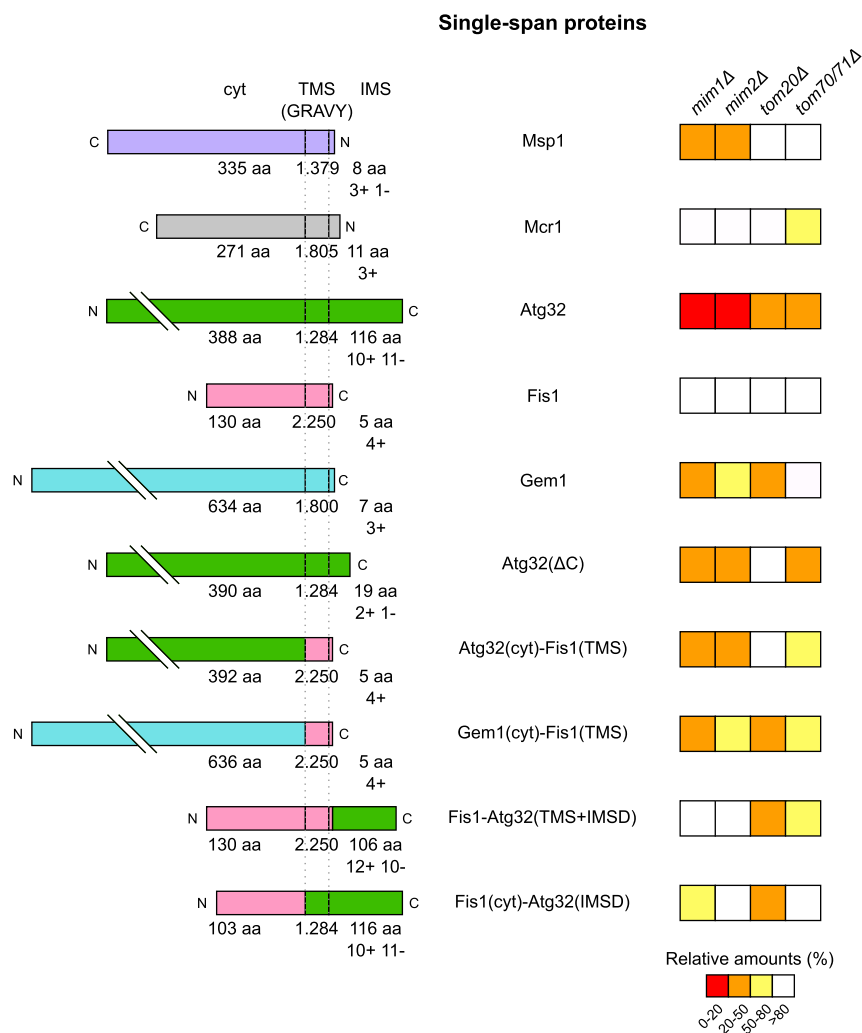 Single-span proteins
cyt TMS IMS
(GRAVY)
mim1Δ mim2Δ tom20Δ tom70/71Δ
C N Msp1
335 aa 1.379 8 aa
3+ 1-
C N Mcr1
271 aa 1.805 11 aa
3+
N C Atg32
388 aa 1.284 116 aa
10+ 11-
N C Fis1
130 aa 2.250 5 aa
4+
N C Gem1
634 aa 1.800 7 aa
3+
N C Atg32(ΔC)
390 aa 1.284 19 aa
2+ 1-
N C Atg32(cyt)-Fis1(TMS)
392 aa 2.250 5 aa
4+
N C Gem1(cyt)-Fis1(TMS)
636 aa 2.250 5 aa
4+
N C Fis1-Atg32(TMS+IMSD)
130 aa 2.250 106 aa
12+ 10-
N C Fis1(cyt)-Atg32(IMSD)
103 aa 1.284 116 aa
10+ 11-
Relative amounts (%)
0-20 20-50 50-80 >80